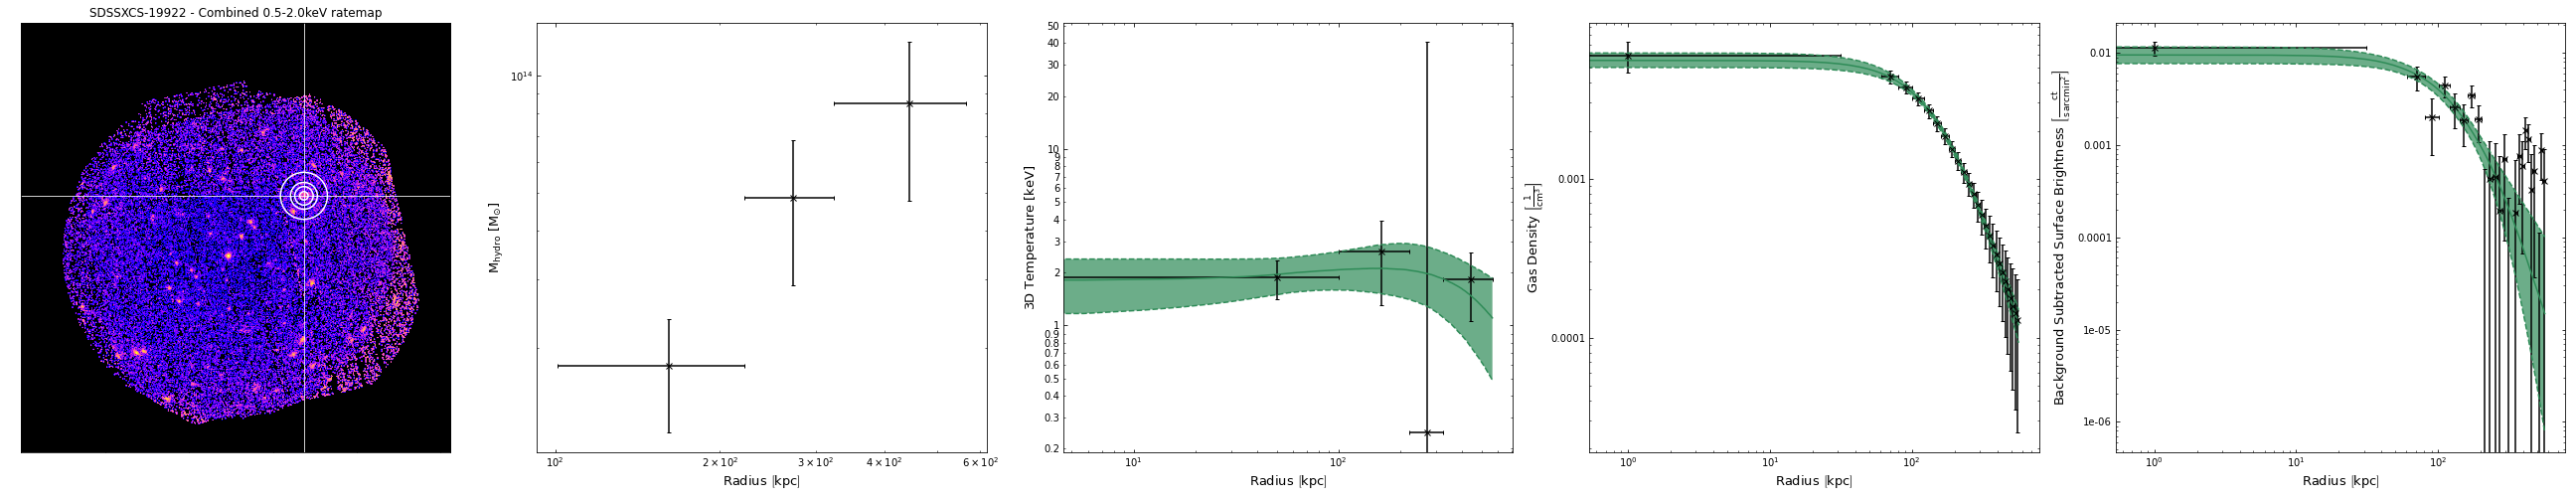 SDSSXCS-19922 - Combined 0.5-2.0keV ratemap
M_hydro [M_⊙]
10^14
10^2
2 × 10^2
3 × 10^2
4 × 10^2
6 × 10^2
Radius [kpc]
3D Temperature [keV]
50
40
30
20
10
9
8
7
6
5
4
3
2
1
0.9
0.8
0.7
0.6
0.5
0.4
0.3
0.2
10^1
10^2
Radius [kpc]
Gas Density [1/cm^3]
0.001
0.0001
10^0
10^1
10^2
Radius [kpc]
Background Subtracted Surface Brightness [ct/s arcmin^2]
0.01
0.001
0.0001
1e-05
1e-06
10^0
10^1
10^2
Radius [kpc]